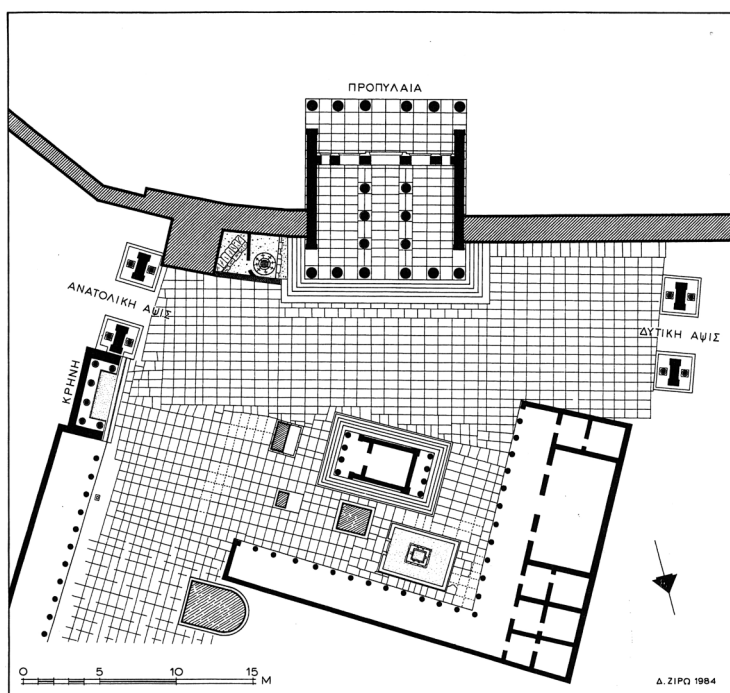 ΠΡΟΠΥΛΑΙΑ
ΑΝΑΤΟΛΙΚΗ ΑΨΙΣ
ΔΥΤΙΚΗ ΑΨΙΣ
ΚΡΗΝΗ
0 5 10 15 Μ
Δ. ΖΙΡΩ 1984